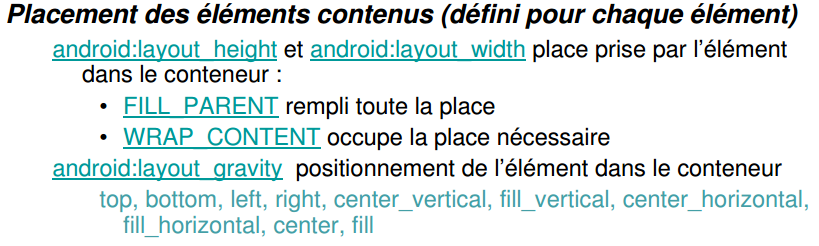 Placement des éléments contenus (défini pour chaque élément)
android:layout_height et android:layout_width place prise par l'élément
dans le conteneur :
• FILL_PARENT rempli toute la place
• WRAP_CONTENT occupe la place nécessaire
android:layout_gravity positionnement de l'élément dans le conteneur
top, bottom, left, right, center_vertical, fill_vertical, center_horizontal,
fill_horizontal, center, fill